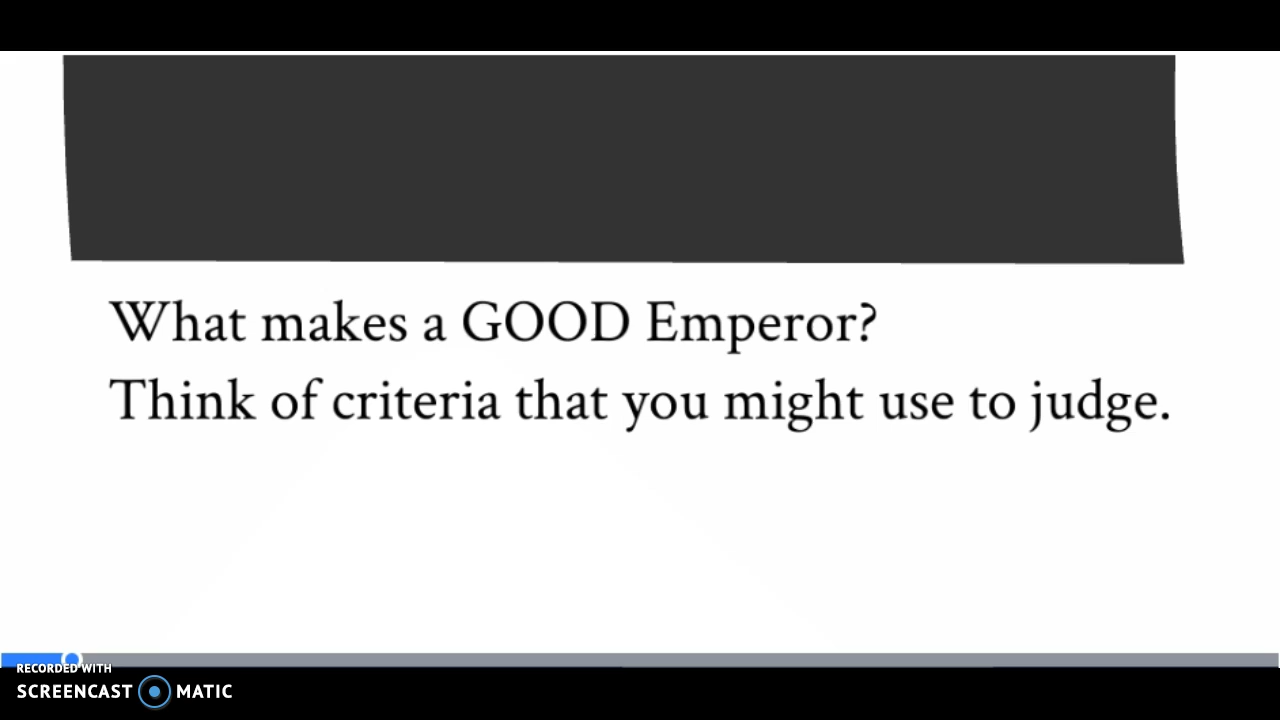 What makes a GOOD Emperor?
Think of criteria that you might use to judge.
RECORDED WITH
SCREENCAST MATIC